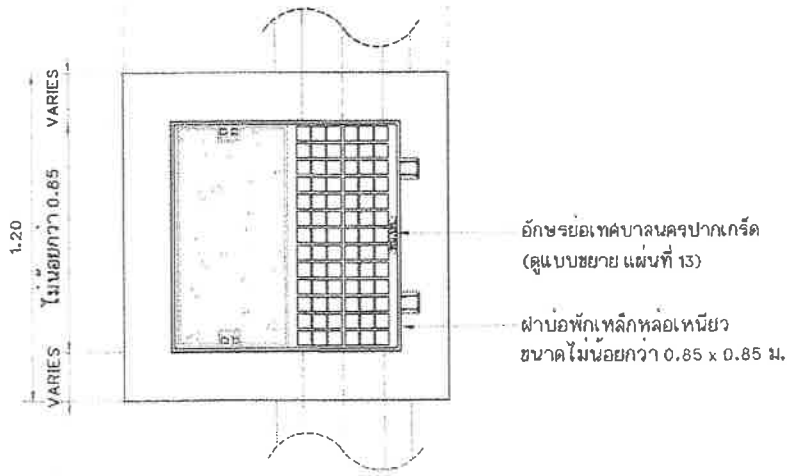 VARIES
1.20
ไม่น้อยกว่า 0.85
VARIES
อักษรย่อเทศบาลนครปากเกร็ด
(ดูแบบขยาย แผ่นที่ 13)
ฝาบ่อพักเหล็กหล่อเหนียว
ขนาดไม่น้อยกว่า 0.85 x 0.85 ม.